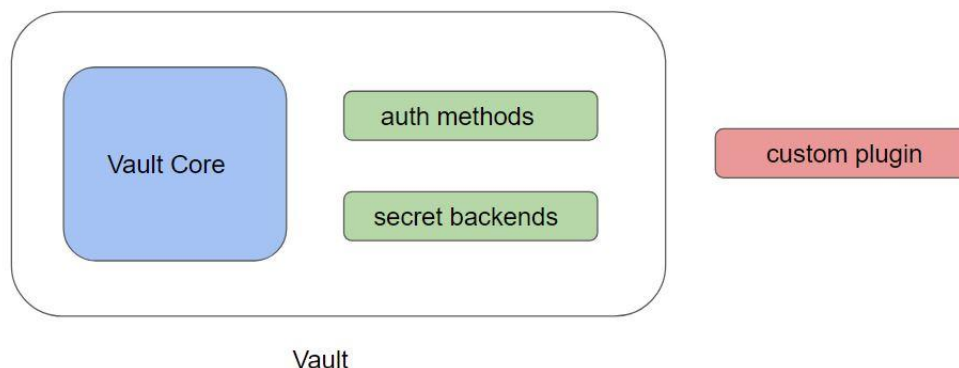 auth methods
Vault Core
custom plugin
secret backends
Vault